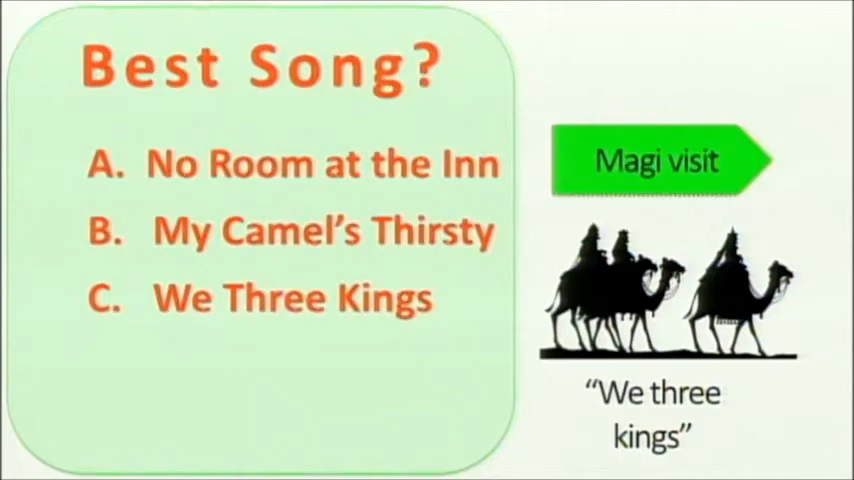 Best Song?
A. No Room at the Inn
B. My Camel's Thirsty
C. We Three Kings
Magi visit
“We three
kings”